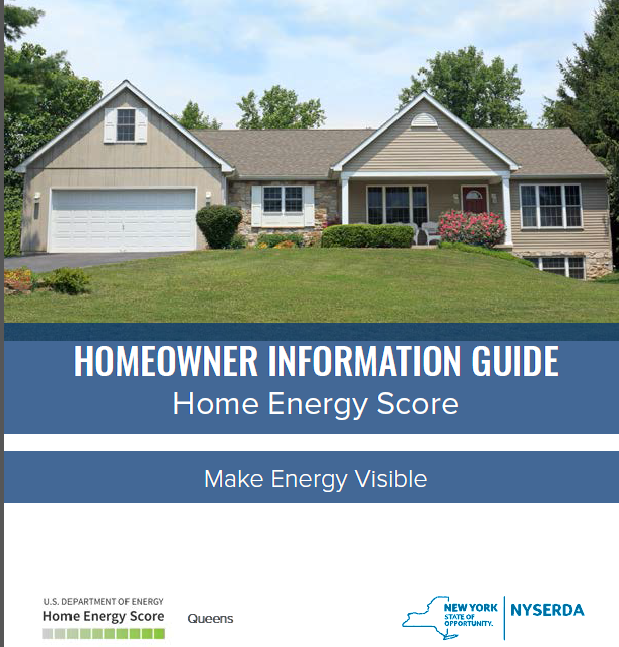 HOMEOWNER INFORMATION GUIDE
Home Energy Score
Make Energy Visible
U.S. DEPARTMENT OF ENERGY
Home Energy Score
Queens
NEW YORK
STATE OF
OPPORTUNITY.
NYSERDA